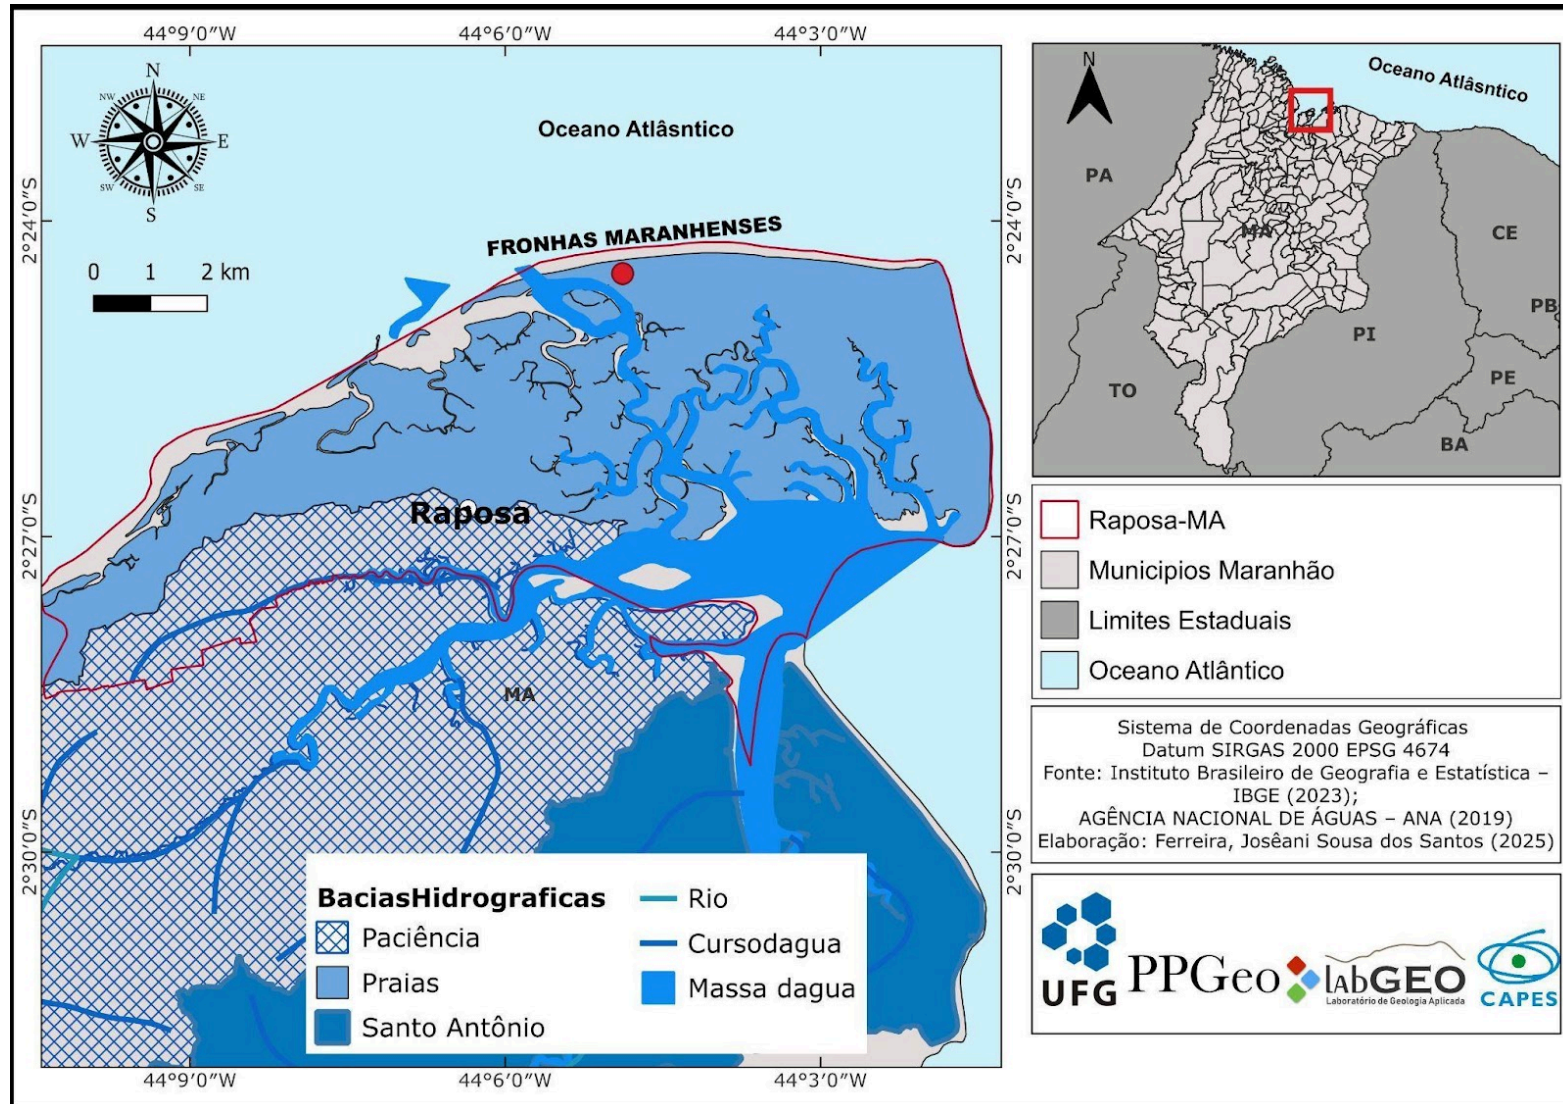 44°9'0"W 44°6'0"W 44°3'0"W
N
NW NE
W E
SW SE
S
Oceano Atlâsntico
2°24'0"S
2°24'0"S
FRONHAS MARANHENSES
0 1 2 km
Raposa
2°27'0"S
2°27'0"S
MA
2°30'0"S
2°30'0"S
BaciasHidrograficas
Paciência
Praias
Santo Antônio
Rio
Cursodagua
Massa dagua
44°9'0"W 44°6'0"W 44°3'0"W
N
Oceano Atlâsntico
PA
MA
CE
PB
PI
PE
TO
BA
Raposa-MA
Municipios Maranhão
Limites Estaduais
Oceano Atlântico
Sistema de Coordenadas Geográficas
Datum SIRGAS 2000 EPSG 4674
Fonte: Instituto Brasileiro de Geografia e Estatística –
IBGE (2023);
AGÊNCIA NACIONAL DE ÁGUAS – ANA (2019)
Elaboração: Ferreira, Josêani Sousa dos Santos (2025)
UFG
PPGeo
labGEO
Laboratório de Geologia Aplicada
CAPES